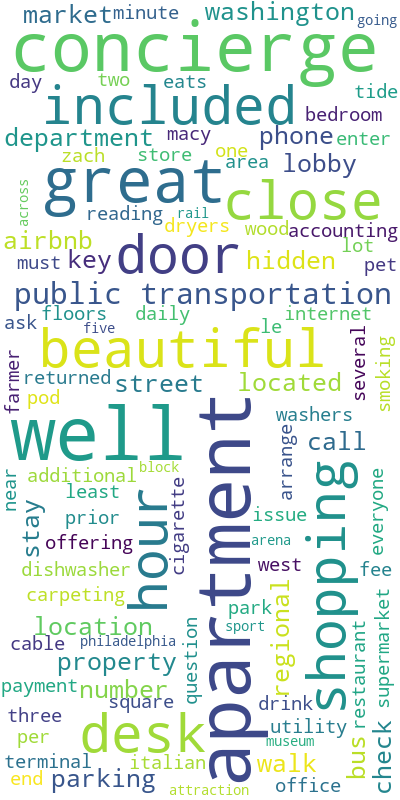 market minute washington
going
concierge
day two eats tide
included bedroom
department macy phone enter
zach store area one lobby
great close
across reading rail
dryers wood accounting
airbnb key door hidden lot
must pet
public transportation
floors daily internet
ask five le
beautiful several smoking
farmer returned street located
pod
well apartment washers
arrange call
block
near additional
least hour cigarette shopping everyone
stay prior issue
offering arena
dishwasher west fee
carpeting regional
park
location sport restaurant supermarket
cable philadelphia question
property
payment number drink
square
three desk utility
per museum bus check
terminal italian walk
end parking office
attraction